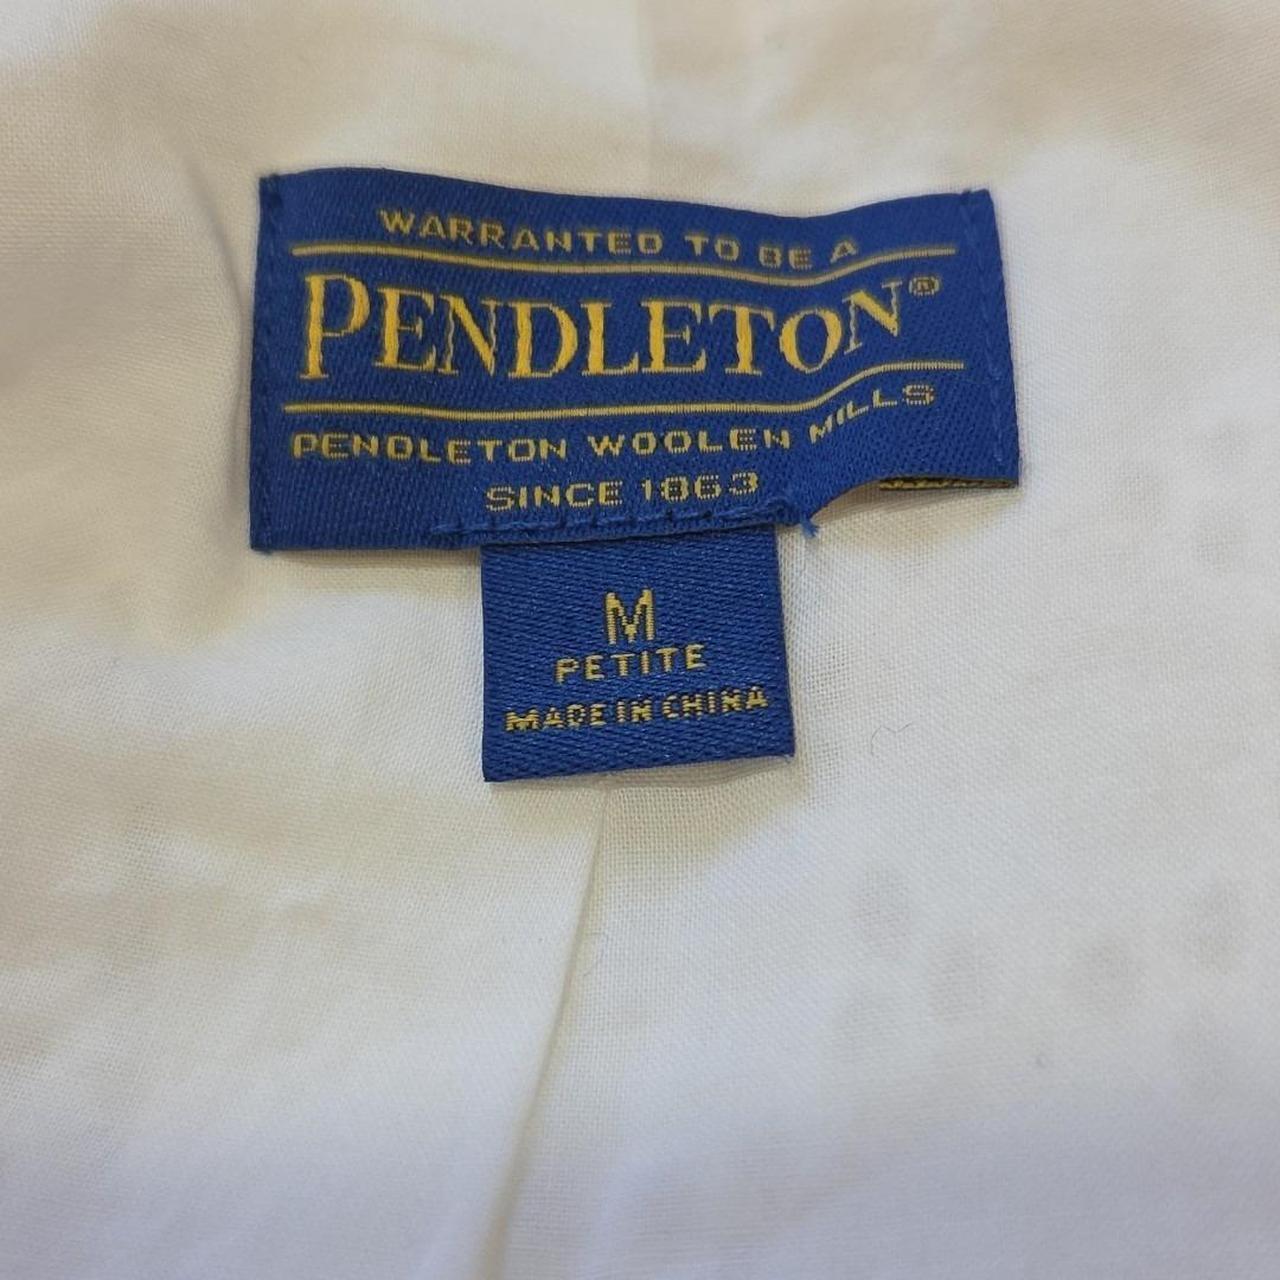 WARRANTED TO BE A
PENDLETON®
PENDLETON WOOLEN MILLS
SINCE 1863
M
PETITE
MADE IN CHINA